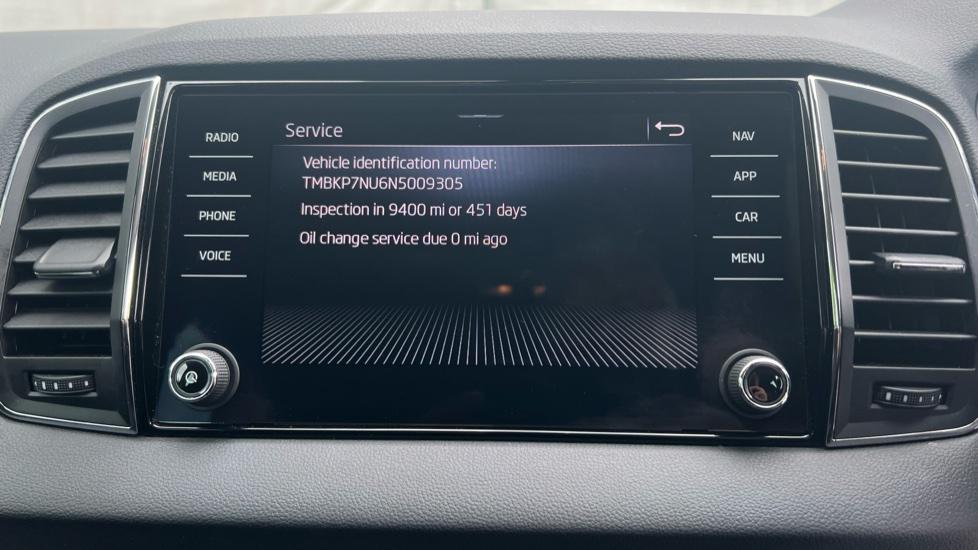 Service
RADIO
MEDIA
PHONE
VOICE
Vehicle identification number:
TMBKP7NU6N5009305
Inspection in 9400 mi or 451 days
Oil change service due 0 mi ago
NAV
APP
CAR
MENU